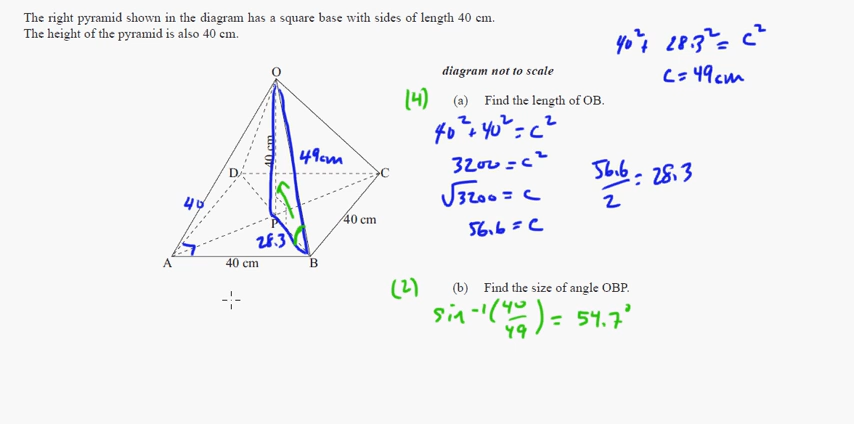 The right pyramid shown in the diagram has a square base with sides of length 40 cm.
The height of the pyramid is also 40 cm.
40² + 28.3² = c²
c = 49cm
diagram not to scale
(4) (a) Find the length of OB.
40² + 40² = c²
3200 = c²
√3200 = c
56.6 = c
56.6/2 = 28.3
O
40 cm
49cm
D
C
40
P
40 cm
28.3
A
40 cm
B
(2) (b) Find the size of angle OBP.
sin⁻¹(40/49) = 54.7°